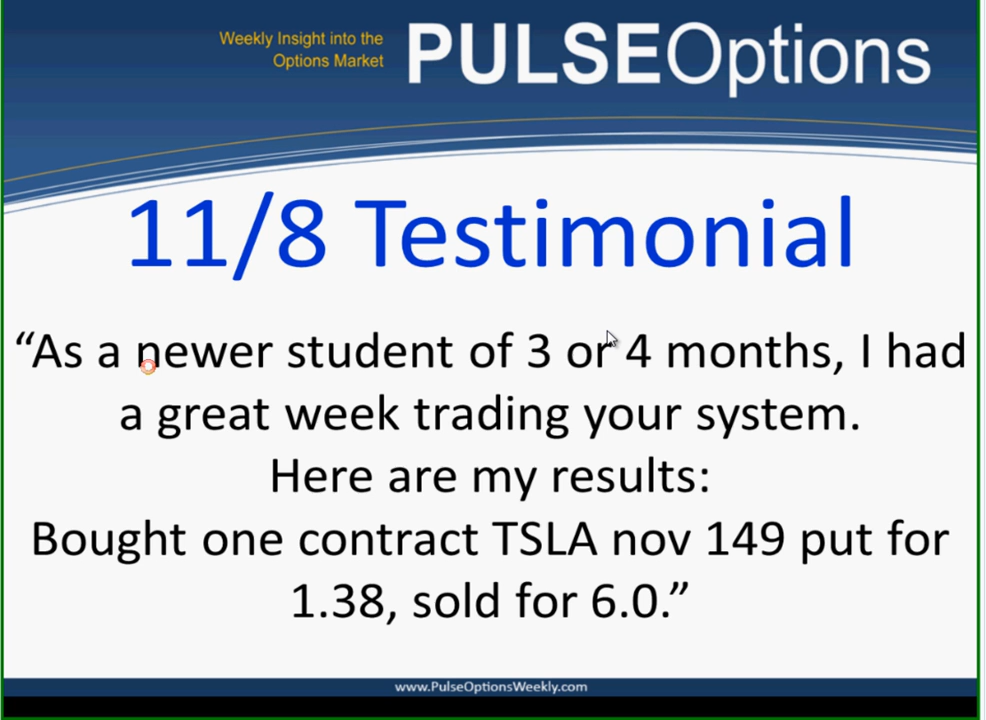 Weekly Insight into the
Options Market
PULSEOptions
11/8 Testimonial
“As a newer student of 3 or 4 months, I had
a great week trading your system.
Here are my results:
Bought one contract TSLA nov 149 put for
1.38, sold for 6.0.”
www.PulseOptionsWeekly.com